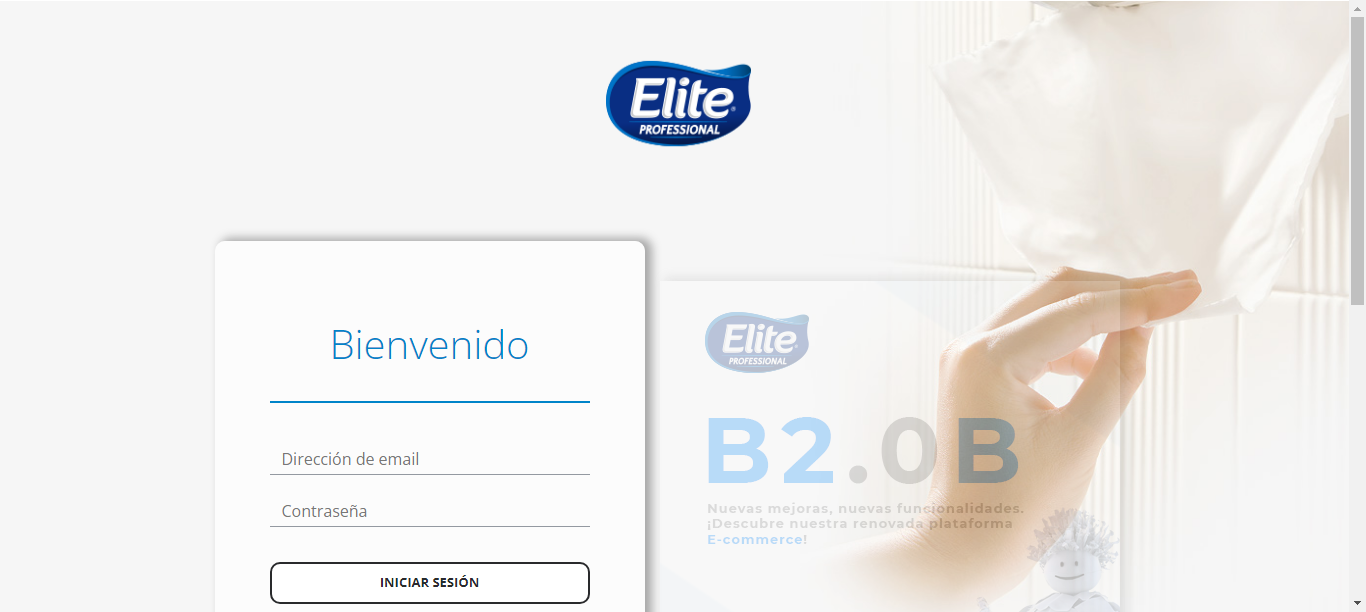 Elite®
PROFESSIONAL
Bienvenido
Dirección de email
Contraseña
INICIAR SESIÓN
Elite®
PROFESSIONAL
B2.0B
Nuevas mejoras, nuevas funcionalidades.
¡Descubre nuestra renovada plataforma
E-commerce!